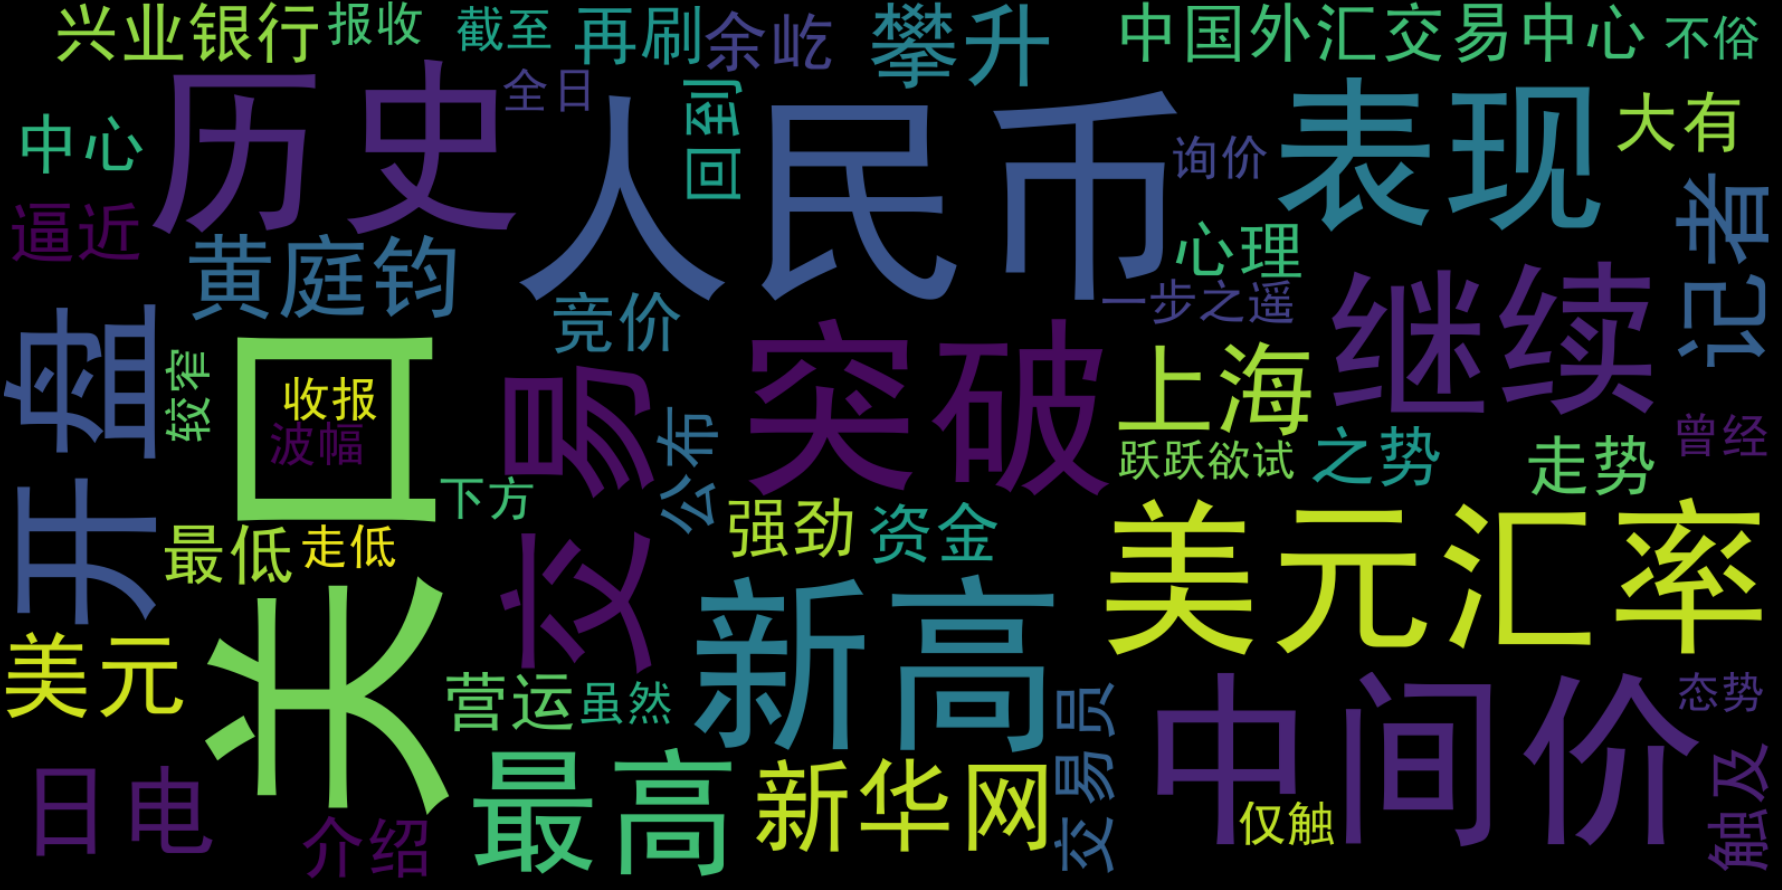 兴业银行
报收
截至
再刷
余屹
攀升
中国外汇交易中心
不俗
历史
全日
回到
人民币
表现
大有
中心
询价
逼近
黄庭钧
心理
记者
竞价
一步之遥
继续
开盘
较窄
关口
收报
波幅
交易
突破
上海
公布
跃跃欲试
之势
走势
曾经
下方
最低
走低
强劲
资金
美元汇率
新高
美元
营运
虽然
交易员
中间价
态势
日电
介绍
最高
新华网
仅触
触及